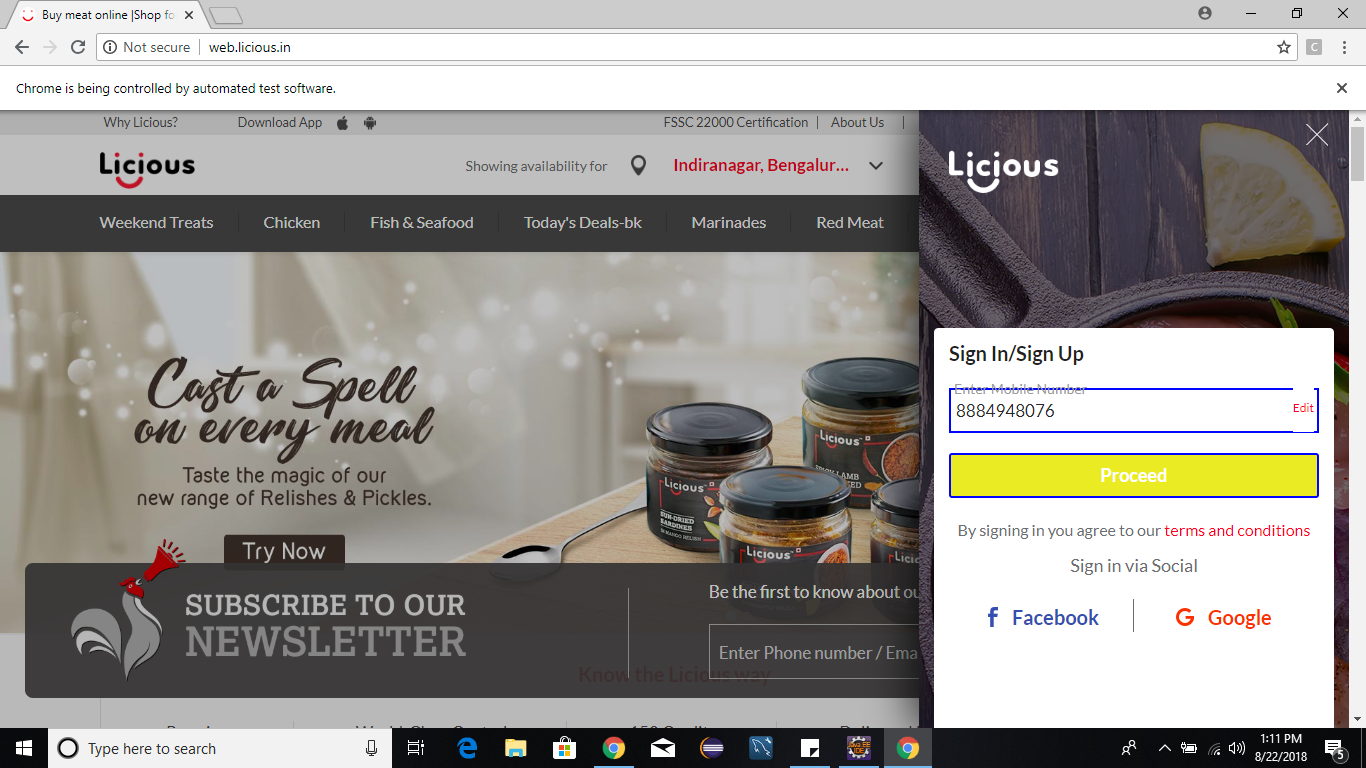 Buy meat online |Shop fo
Not secure
web.licious.in
C
Chrome is being controlled by automated test software.
Why Licious?
Download App
FSSC 22000 Certification |
About Us
|
Licious
Showing availability for
Indiranagar, Bengalur...
Weekend Treats
Chicken
Fish & Seafood
Today's Deals-bk
Marinades
Red Meat
Cast a Spell
on every meal
Taste the magic of our
new range of Relishes & Pickles.
Try Now
Licious
SUN-DRIED
SARDINES
Licious
Licious
Licious
SUBSCRIBE TO OUR
NEWSLETTER
Be the first to know about ou
Enter Phone number / Ema
Know the Licious way
Licious
Sign In/Sign Up
Enter Mobile Number
8884948076
Edit
Proceed
By signing in you agree to our terms and conditions
Sign in via Social
f Facebook
G Google
Type here to search
1:11 PM
8/22/2018
5